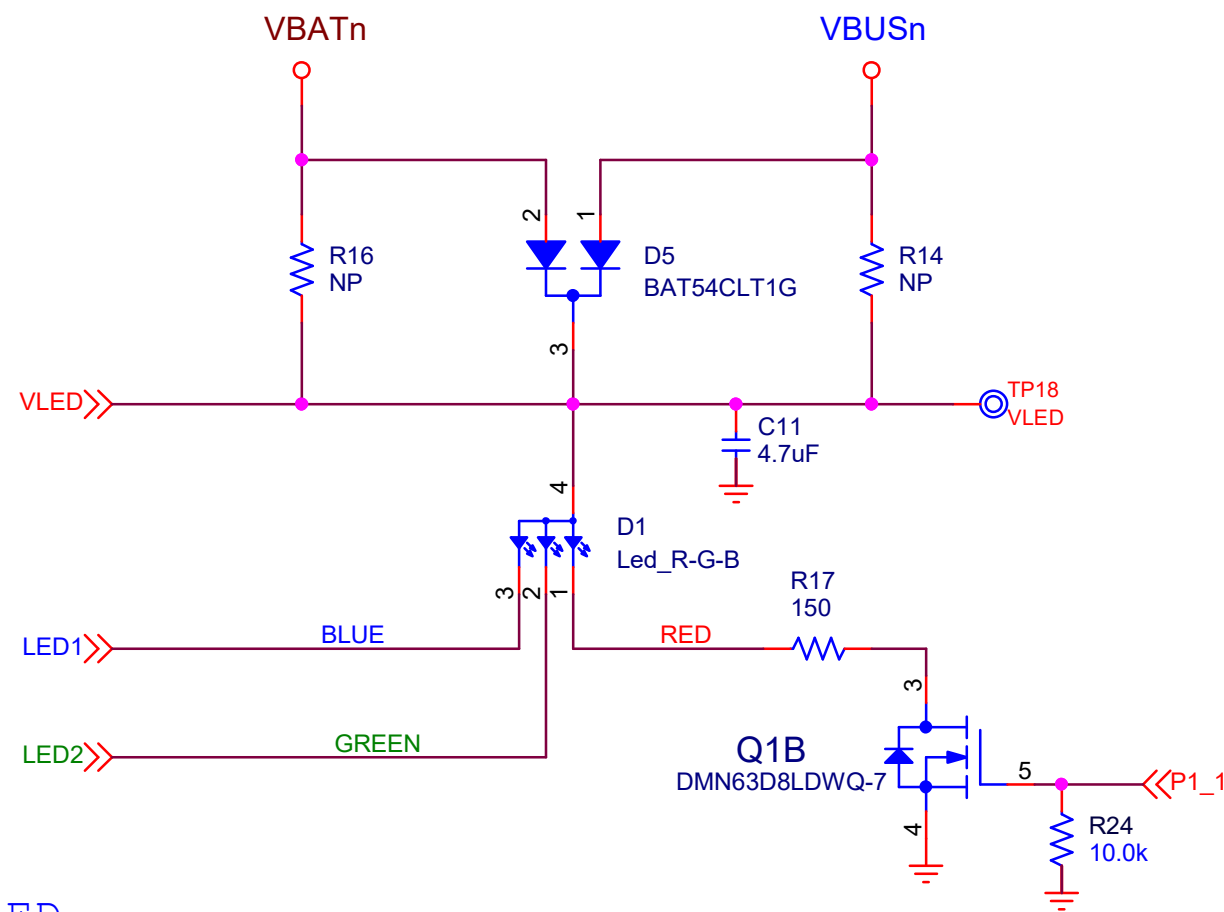 VBATn
VBUSn
2
1
R16
NP
D5
BAT54CLT1G
R14
NP
3
VLED
TP18
VLED
C11
4.7uF
4
D1
Led_R-G-B
3
2
1
R17
150
LED1
BLUE
RED
3
LED2
GREEN
Q1B
DMN63D8LDWQ-7
5
P1_1
4
R24
10.0k